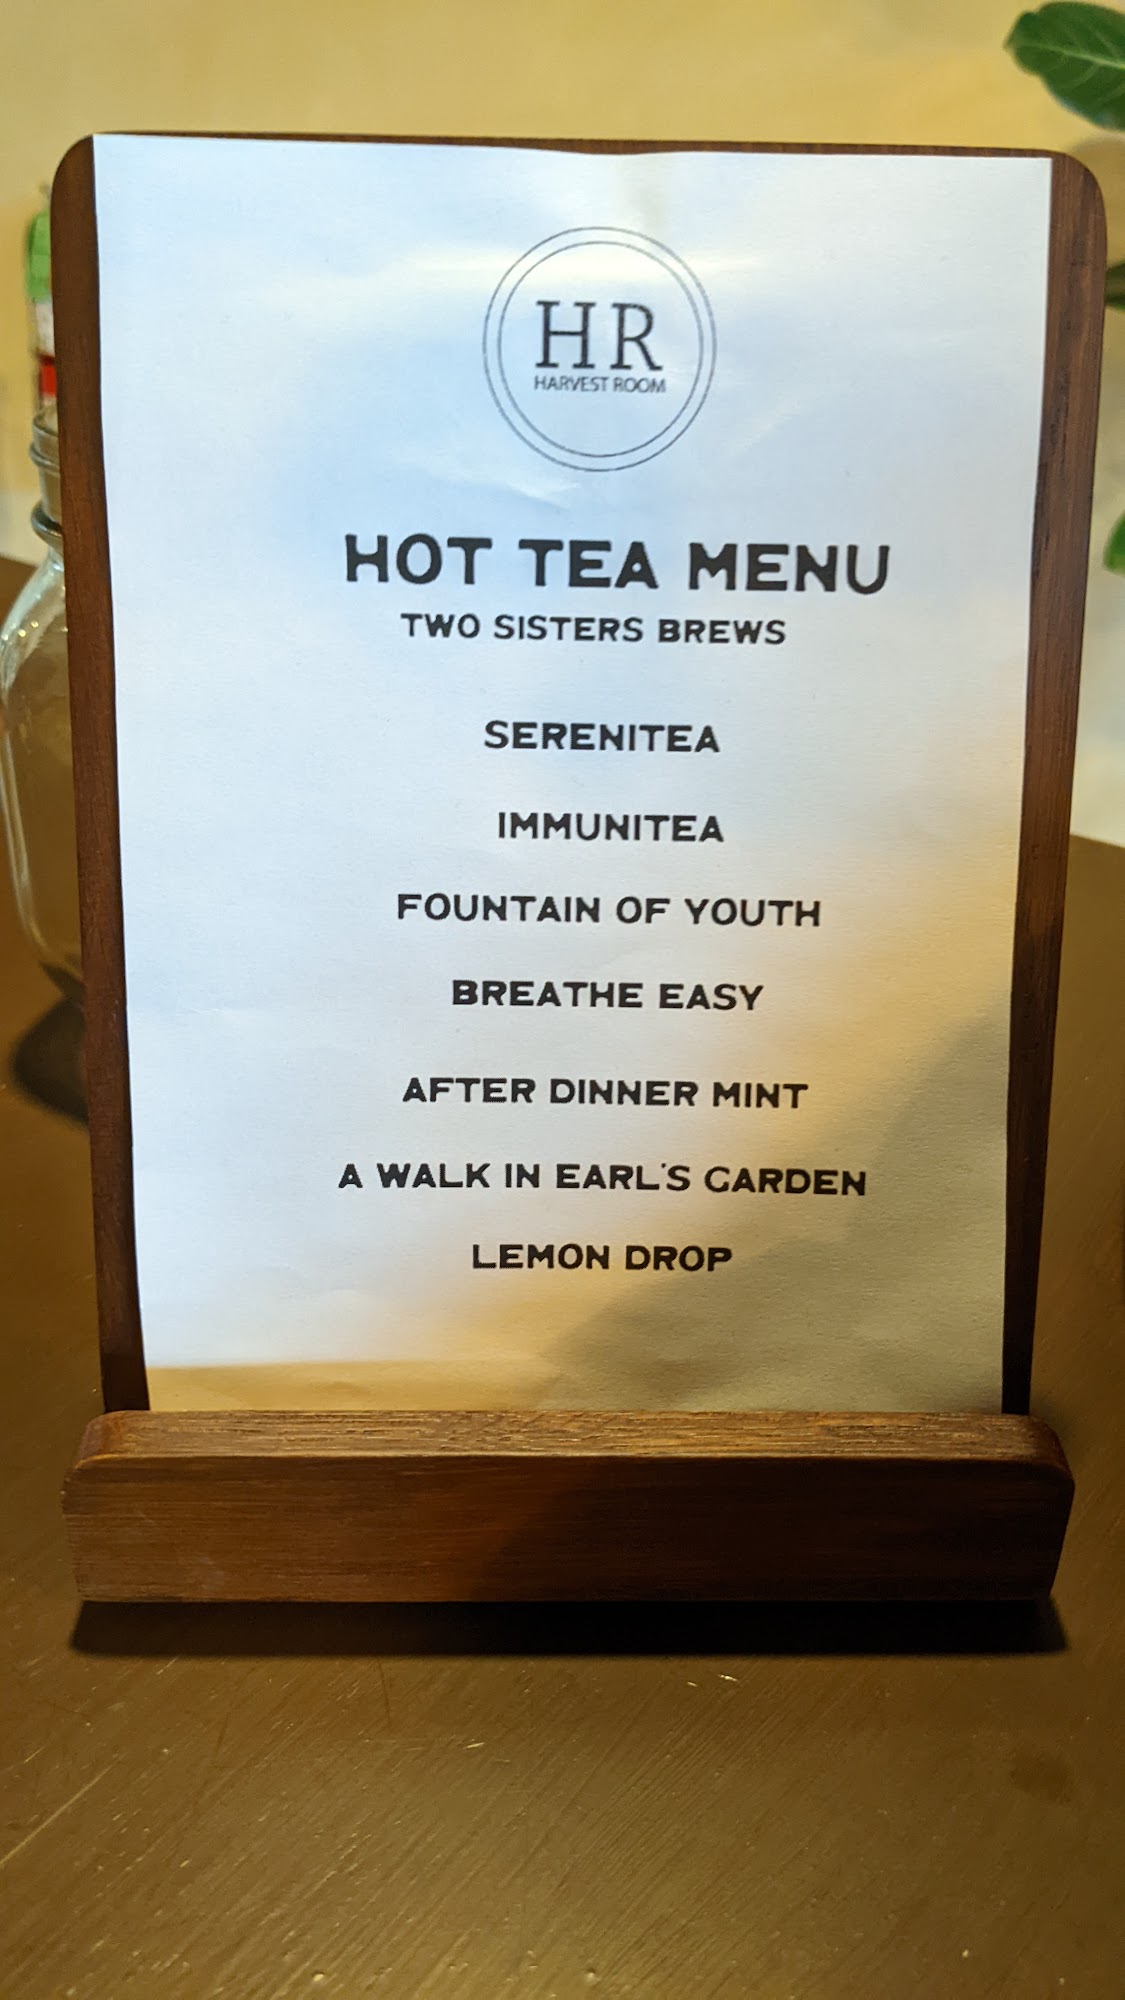 HR
HARVEST ROOM
HOT TEA MENU
TWO SISTERS BREWS
SERENITEA
IMMUNITEA
FOUNTAIN OF YOUTH
BREATHE EASY
AFTER DINNER MINT
A WALK IN EARL'S GARDEN
LEMON DROP